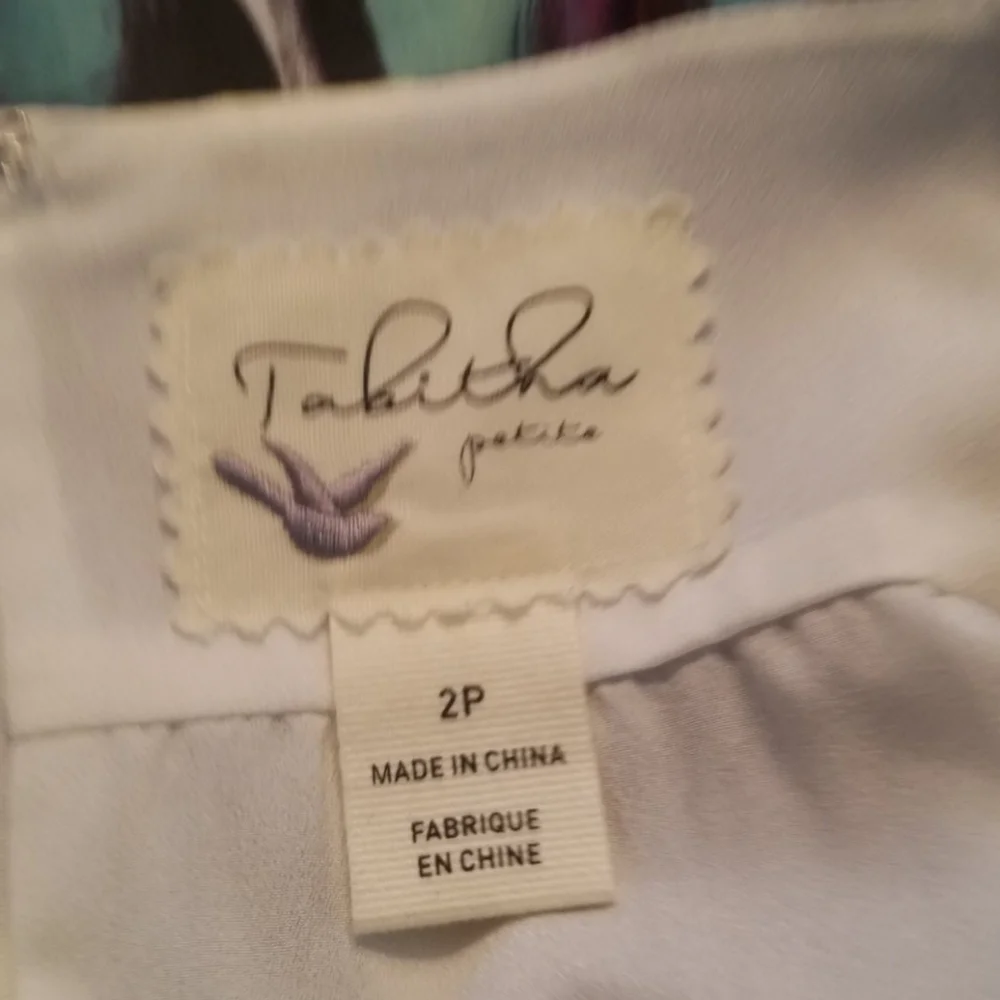 Tabitha
petite
2P
MADE IN CHINA
FABRIQUE
EN CHINE